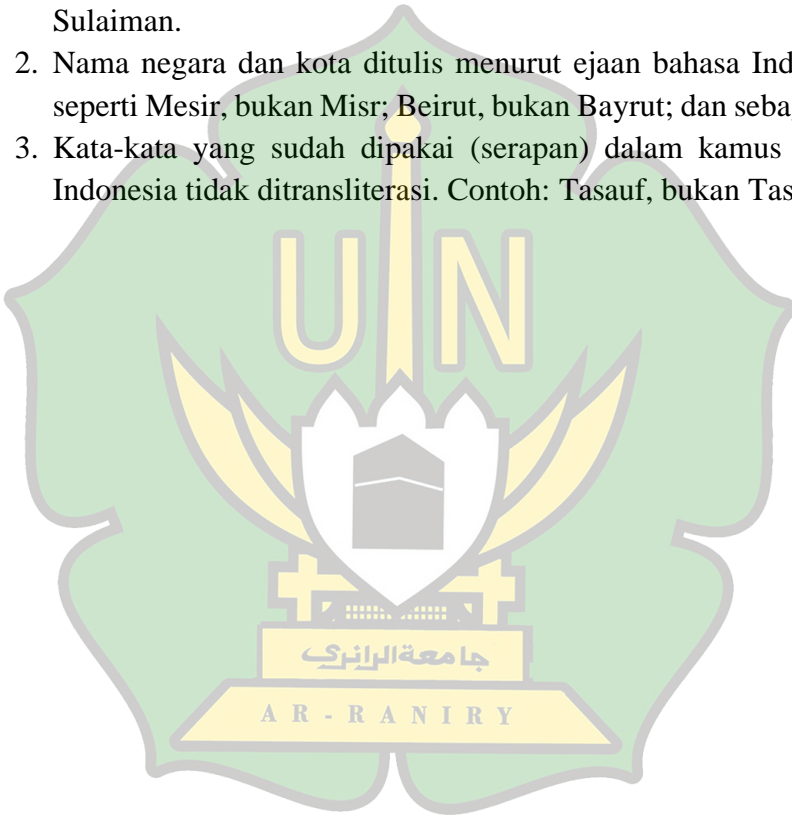 Sulaiman.
2. Nama negara dan kota ditulis menurut ejaan bahasa Ind
seperti Mesir, bukan Misr; Beirut, bukan Bayrut; dan seba
3. Kata-kata yang sudah dipakai (serapan) dalam kamus
Indonesia tidak ditransliterasi. Contoh: Tasauf, bukan Tas
UIN
جامعة الرانري
AR-RANIRY